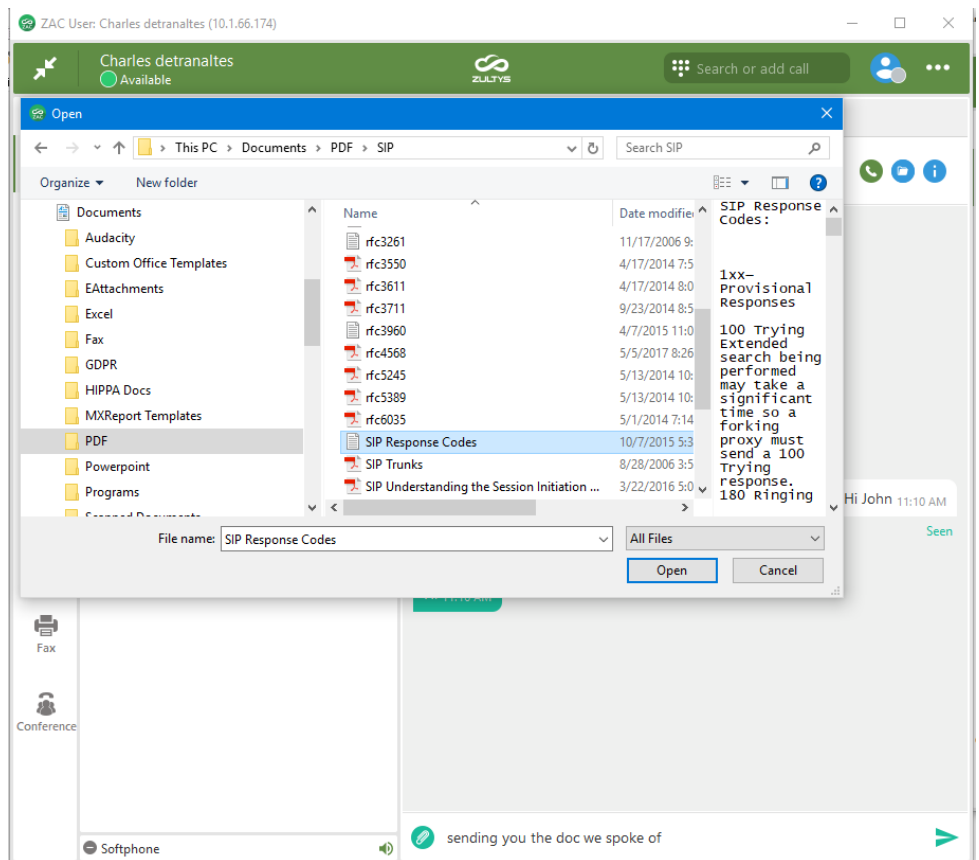 ZAC User: Charles detranaltes (10.1.66.174)
Charles detranaltes
Available
ZULTYS
Search or add call
Open
This PC > Documents > PDF > SIP
Search SIP
Organize
New folder
Documents
Audacity
Custom Office Templates
EAttachments
Excel
Fax
GDPR
HIPPA Docs
MXReport Templates
PDF
Powerpoint
Programs
Scanned Documents
Name
Date modified
rfc3261
11/17/2006 9:
rfc3550
4/17/2014 7:5
rfc3611
4/17/2014 8:0
rfc3711
9/23/2014 8:5
rfc3960
4/7/2015 11:0
rfc4568
5/5/2017 8:26
rfc5245
5/13/2014 10:
rfc5389
5/13/2014 10:
rfc6035
5/1/2014 7:14
SIP Response Codes
10/7/2015 5:3
SIP Trunks
8/28/2006 3:5
SIP Understanding the Session Initiation ...
3/22/2016 5:0
SIP Response
Codes:
1xx—
Provisional
Responses
100 Trying
Extended
search being
performed
may take a
significant
time so a
forking
proxy must
send a 100
Trying
response.
180 Ringing
File name:
SIP Response Codes
All Files
Open
Cancel
Hi John 11:10 AM
Seen
Fax
Conference
Softphone
sending you the doc we spoke of